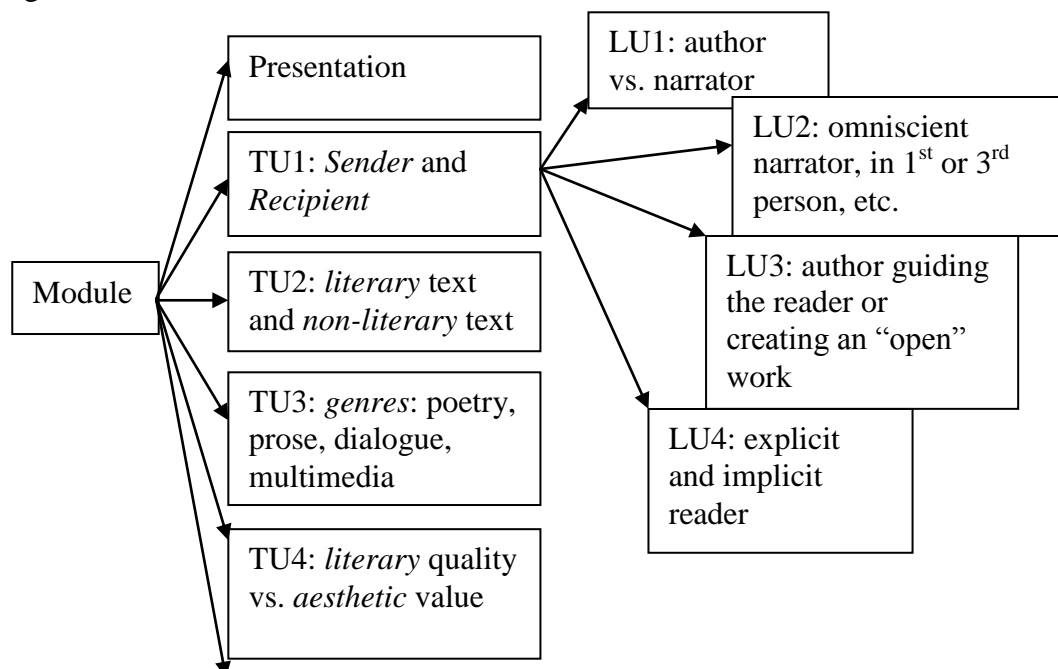 Presentation
TU1: Sender and
Recipient
Module
TU2: literary text
and non-literary text
TU3: genres: poetry,
prose, dialogue,
multimedia
TU4: literary quality
vs. aesthetic value
LU1: author
vs. narrator
LU2: omniscient
narrator, in 1st or 3rd
person, etc.
LU3: author guiding
the reader or
creating an “open”
work
LU4: explicit
and implicit
reader